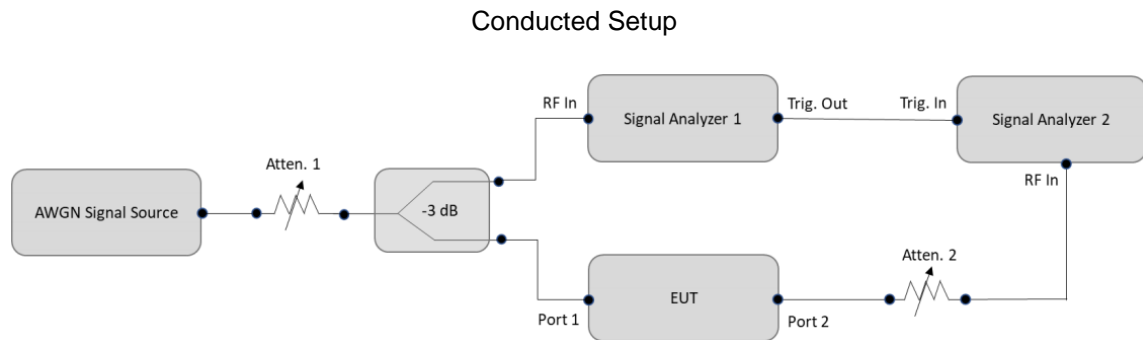 Conducted Setup
RF In
Signal Analyzer 1
Trig. Out
Trig. In
Signal Analyzer 2
RF In
Atten. 1
AWGN Signal Source
-3 dB
Atten. 2
EUT
Port 1
Port 2